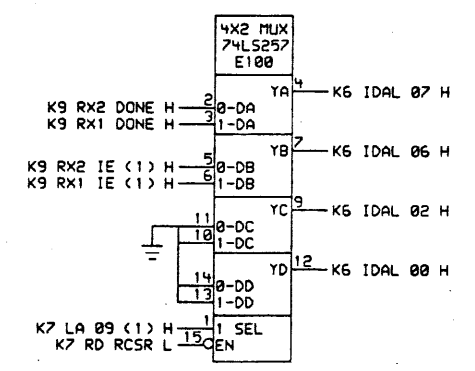 4X2 MUX
74LS257
E100
YA 4 K6 IDAL 07 H
K9 RX2 DONE H 2 0-DA
K9 RX1 DONE H 3 1-DA
YB 7 K6 IDAL 06 H
K9 RX2 IE (1) H 5 0-DB
K9 RX1 IE (1) H 6 1-DB
YC 9 K6 IDAL 02 H
11 0-DC
10 1-DC
YD 12 K6 IDAL 00 H
14 0-DD
13 1-DD
K7 LA 09 (1) H 1 1 SEL
K7 RD RCSR L 15 EN